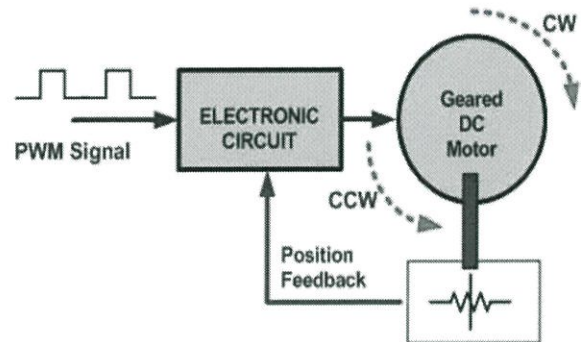 CW
PWM Signal
ELECTRONIC
CIRCUIT
Geared
DC
Motor
CCW
Position
Feedback